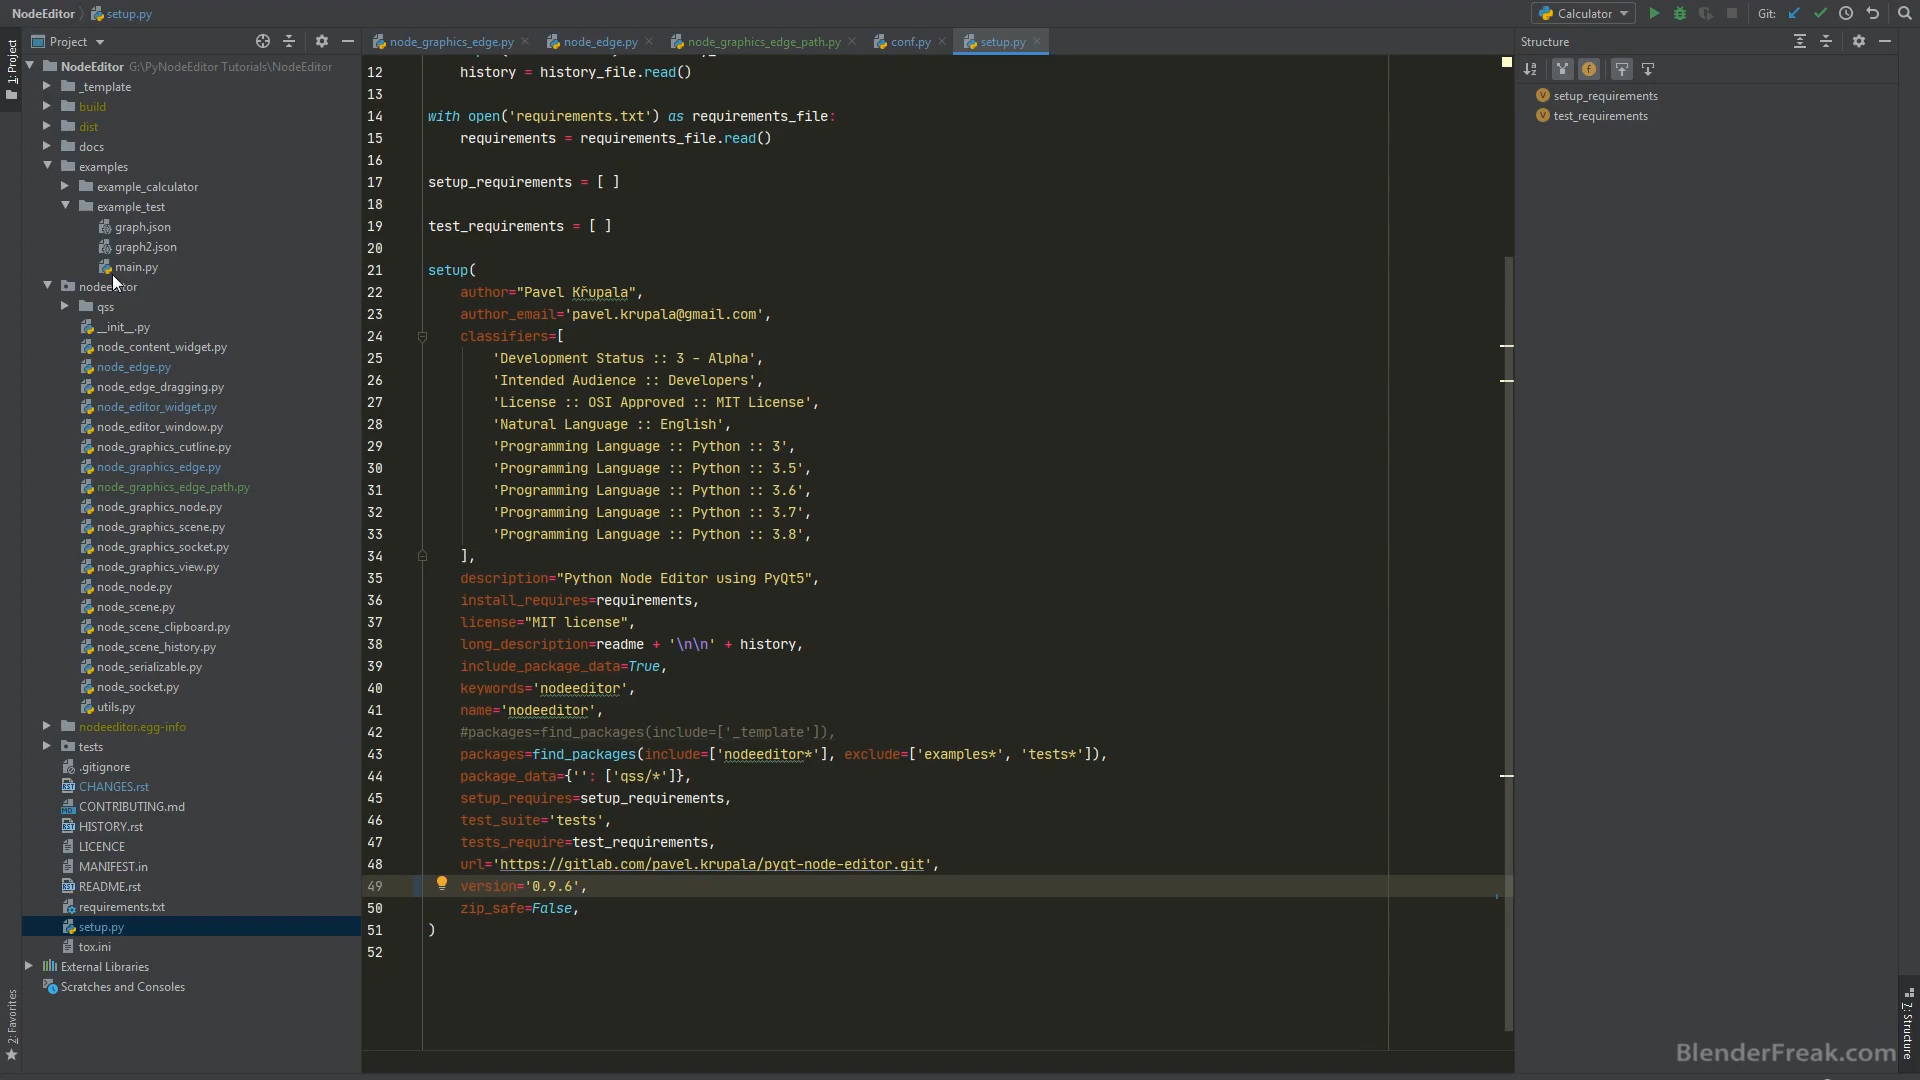 NodeEditor setup.py
Calculator
Git:
1: Project
Project
node_graphics_edge.py
node_edge.py
node_graphics_edge_path.py
conf.py
setup.py
Structure
NodeEditor G:\PyNodeEditor Tutorials\NodeEditor
_template
build
dist
docs
examples
example_calculator
example_test
graph.json
graph2.json
main.py
nodeeditor
qss
__init__.py
node_content_widget.py
node_edge.py
node_edge_dragging.py
node_editor_widget.py
node_editor_window.py
node_graphics_cutline.py
node_graphics_edge.py
node_graphics_edge_path.py
node_graphics_node.py
node_graphics_scene.py
node_graphics_socket.py
node_graphics_view.py
node_node.py
node_scene.py
node_scene_clipboard.py
node_scene_history.py
node_serializable.py
node_socket.py
utils.py
nodeeditor.egg-info
tests
.gitignore
CHANGES.rst
CONTRIBUTING.md
HISTORY.rst
LICENCE
MANIFEST.in
README.rst
requirements.txt
setup.py
tox.ini
External Libraries
Scratches and Consoles
2: Favorites
12 history = history_file.read()
13
14 with open('requirements.txt') as requirements_file:
15 requirements = requirements_file.read()
16
17 setup_requirements = [ ]
18
19 test_requirements = [ ]
20
21 setup(
22 author="Pavel Křupala",
23 author_email='pavel.krupala@gmail.com',
24 classifiers=[
25 'Development Status :: 3 - Alpha',
26 'Intended Audience :: Developers',
27 'License :: OSI Approved :: MIT License',
28 'Natural Language :: English',
29 'Programming Language :: Python :: 3',
30 'Programming Language :: Python :: 3.5',
31 'Programming Language :: Python :: 3.6',
32 'Programming Language :: Python :: 3.7',
33 'Programming Language :: Python :: 3.8',
34 ],
35 description="Python Node Editor using PyQt5",
36 install_requires=requirements,
37 license="MIT license",
38 long_description=readme + '\n\n' + history,
39 include_package_data=True,
40 keywords='nodeeditor',
41 name='nodeeditor',
42 #packages=find_packages(include=['_template']),
43 packages=find_packages(include=['nodeeditor*'], exclude=['examples*', 'tests*']),
44 package_data={'': ['qss/*']},
45 setup_requires=setup_requirements,
46 test_suite='tests',
47 tests_require=test_requirements,
48 url='https://gitlab.com/pavel.krupala/pyqt-node-editor.git',
49 version='0.9.6',
50 zip_safe=False,
51 )
52
setup_requirements
test_requirements
7: Structure
BlenderFreak.com